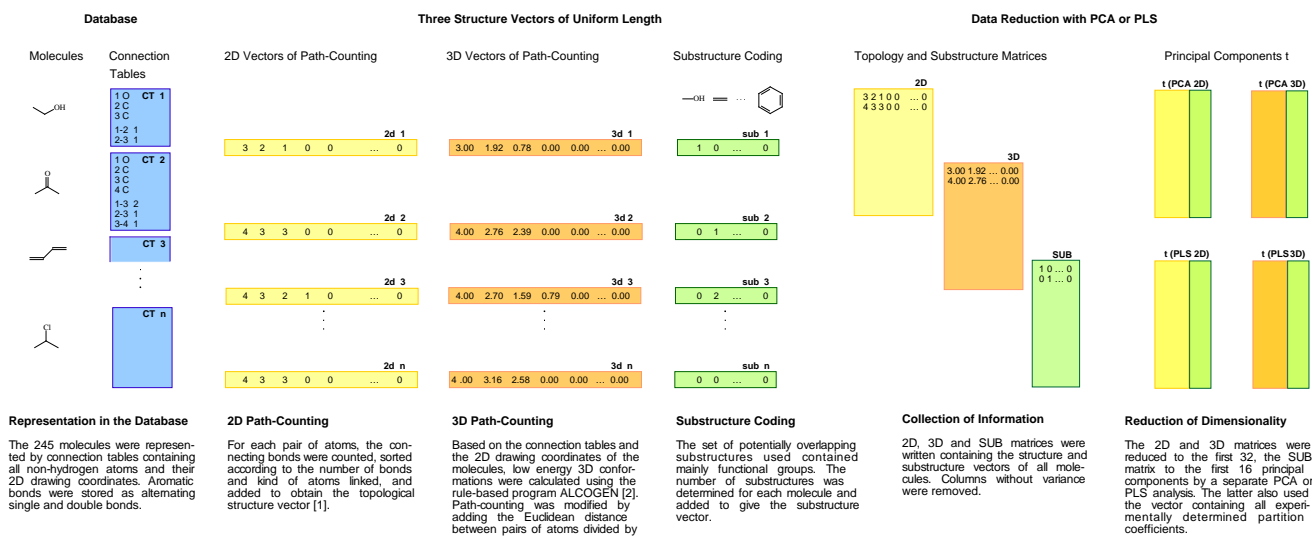 Database
Three Structure Vectors of Uniform Length
Data Reduction with PCA or PLS
Molecules
Connection
Tables
2D Vectors of Path-Counting
3D Vectors of Path-Counting
Substructure Coding
Topology and Substructure Matrices
Principal Components t
OH
CT 1
1 O
2 C
3 C
1-2 1
2-3 1
O
CT 2
1 O
2 C
3 C
4 C
1-3 2
2-3 1
3-4 1
CT 3
Cl
CT n
2d 1
3 2 1 0 0 ... 0
2d 2
4 3 3 0 0 ... 0
2d 3
4 3 2 1 0 ... 0
2d n
4 3 3 0 0 ... 0
3d 1
3.00 1.92 0.78 0.00 0.00 ... 0.00
3d 2
4.00 2.76 2.39 0.00 0.00 ... 0.00
3d 3
4.00 2.70 1.59 0.79 0.00 ... 0.00
3d n
4 .00 3.16 2.58 0.00 0.00 ... 0.00
OH ...
sub 1
1 0 ... 0
sub 2
0 1 ... 0
sub 3
0 2 ... 0
sub n
0 0 ... 0
2D
3 2 1 0 0 ... 0
4 3 3 0 0 ... 0
3D
3.00 1.92 ... 0.00
4.00 2.76 ... 0.00
SUB
1 0 ... 0
0 1 ... 0
t (PCA 2D)
t (PCA 3D)
t (PLS 2D)
t (PLS 3D)
Representation in the Database
The 245 molecules were represen-
ted by connection tables containing
all non-hydrogen atoms and their
2D drawing coordinates. Aromatic
bonds were stored as alternating
single and double bonds.
2D Path-Counting
For each pair of atoms, the con-
necting bonds were counted, sorted
according to the number of bonds
and kind of atoms linked, and
added to obtain the topological
structure vector [1].
3D Path-Counting
Based on the connection tables and
the 2D drawing coordinates of the
molecules, low energy 3D confor-
mations were calculated using the
rule-based program ALCOGEN [2].
Path-counting was modified by
adding the Euclidean distance
between pairs of atoms divided by
Substructure Coding
The set of potentially overlapping
substructures used contained
mainly functional groups. The
number of substructures was
determined for each molecule and
added to give the substructure
vector.
Collection of Information
2D, 3D and SUB matrices were
written containing the structure and
substructure vectors of all mole-
cules. Columns without variance
were removed.
Reduction of Dimensionality
The 2D and 3D matrices were
reduced to the first 32, the SUB
matrix to the first 16 principal
components by a separate PCA or
PLS analysis. The latter also used
the vector containing all experi-
mentally determined partition
coefficients.